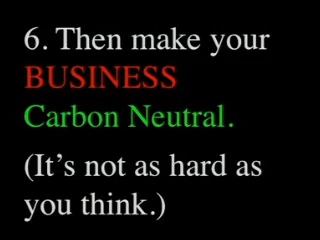 6. Then make your
BUSINESS
Carbon Neutral.
(It’s not as hard as
you think.)